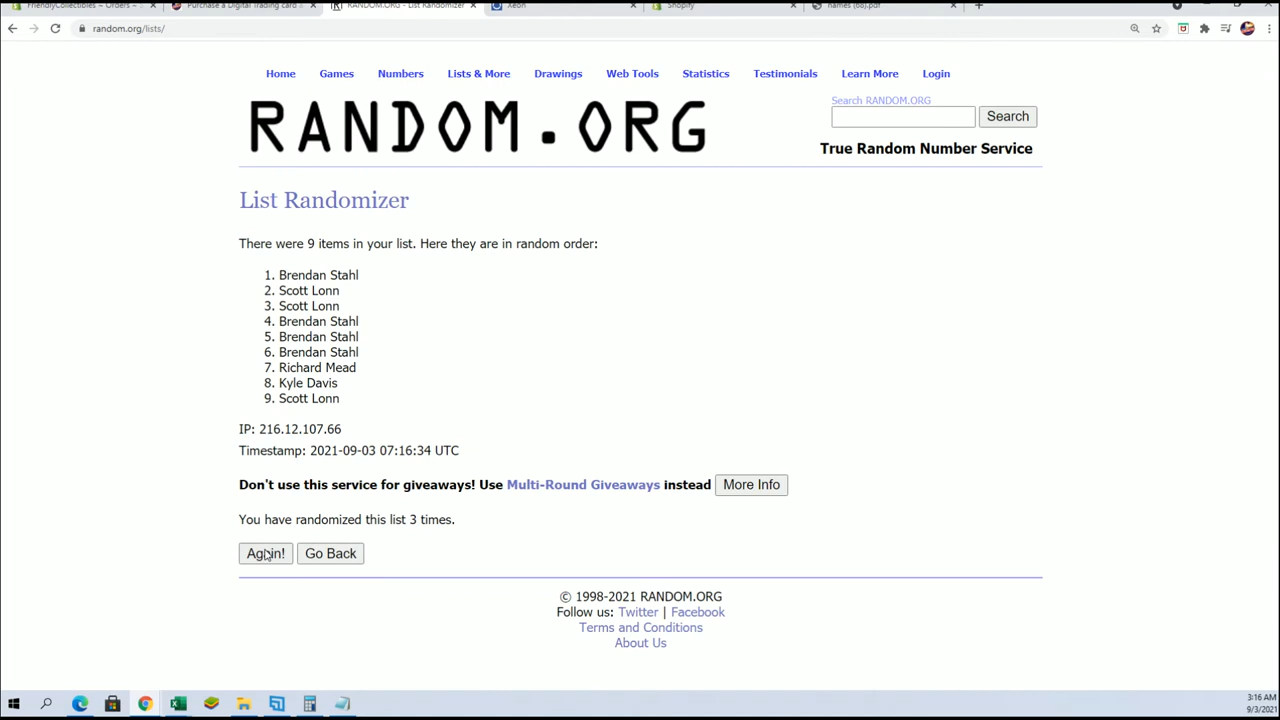 FriendlyCollectibles ~ Orders ~
Purchase a Digital Trading card
RANDOM.ORG - List Randomizer
Xeon
Shopify
names (68).pdf
random.org/lists/
Home Games Numbers Lists & More Drawings Web Tools Statistics Testimonials Learn More Login
RANDOM.ORG
Search RANDOM.ORG
Search
True Random Number Service
List Randomizer
There were 9 items in your list. Here they are in random order:
1. Brendan Stahl
2. Scott Lonn
3. Scott Lonn
4. Brendan Stahl
5. Brendan Stahl
6. Brendan Stahl
7. Richard Mead
8. Kyle Davis
9. Scott Lonn
IP: 216.12.107.66
Timestamp: 2021-09-03 07:16:34 UTC
Don't use this service for giveaways! Use Multi-Round Giveaways instead More Info
You have randomized this list 3 times.
Again! Go Back
© 1998-2021 RANDOM.ORG
Follow us: Twitter | Facebook
Terms and Conditions
About Us
3:16 AM
9/3/2021